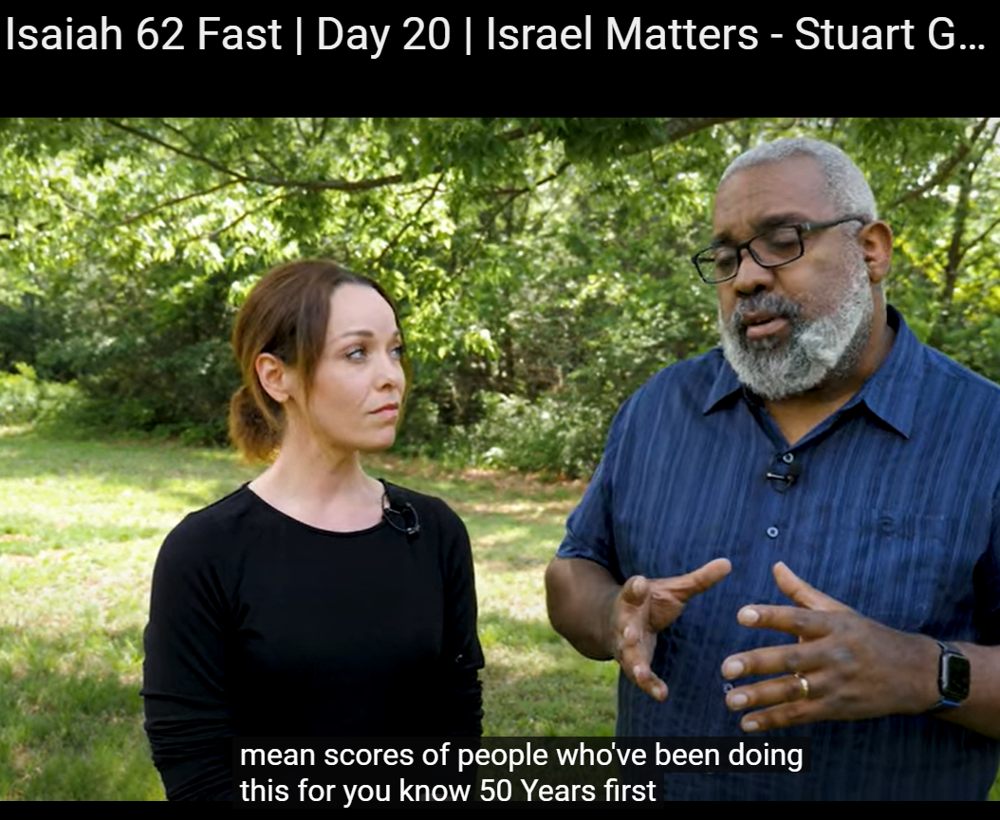 Isaiah 62 Fast | Day 20 | Israel Matters - Stuart G…
mean scores of people who've been doing
this for you know 50 Years first